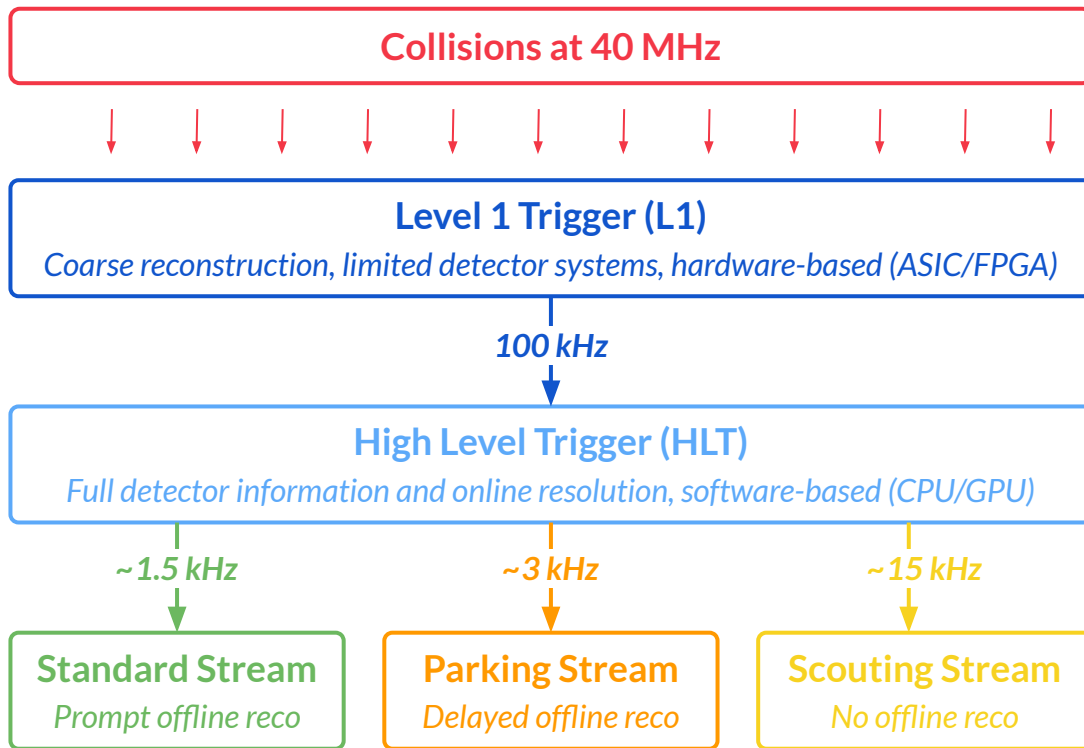 Collisions at 40 MHz
Level 1 Trigger (L1)
Coarse reconstruction, limited detector systems, hardware-based (ASIC/FPGA)
100 kHz
High Level Trigger (HLT)
Full detector information and online resolution, software-based (CPU/GPU)
~1.5 kHz
~3 kHz
~15 kHz
Standard Stream
Prompt offline reco
Parking Stream
Delayed offline reco
Scouting Stream
No offline reco